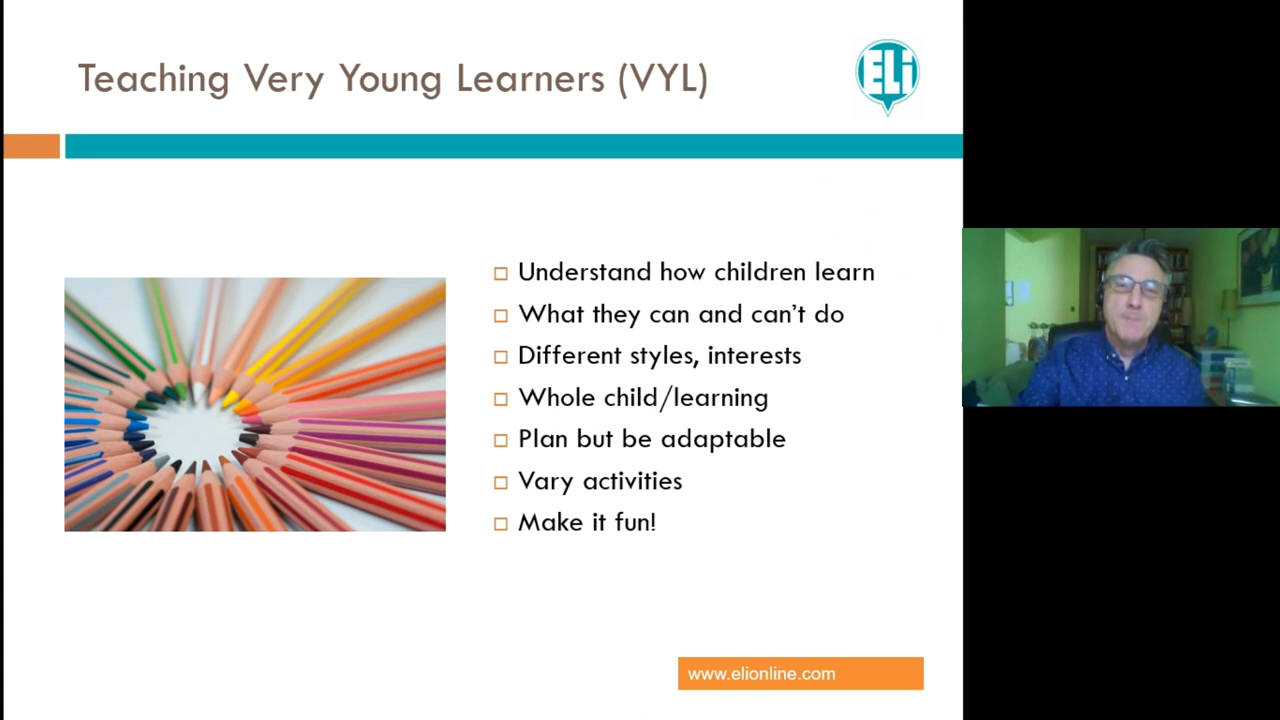 Teaching Very Young Learners (VYL)
ELi
Understand how children learn
What they can and can't do
Different styles, interests
Whole child/learning
Plan but be adaptable
Vary activities
Make it fun!
www.elionline.com